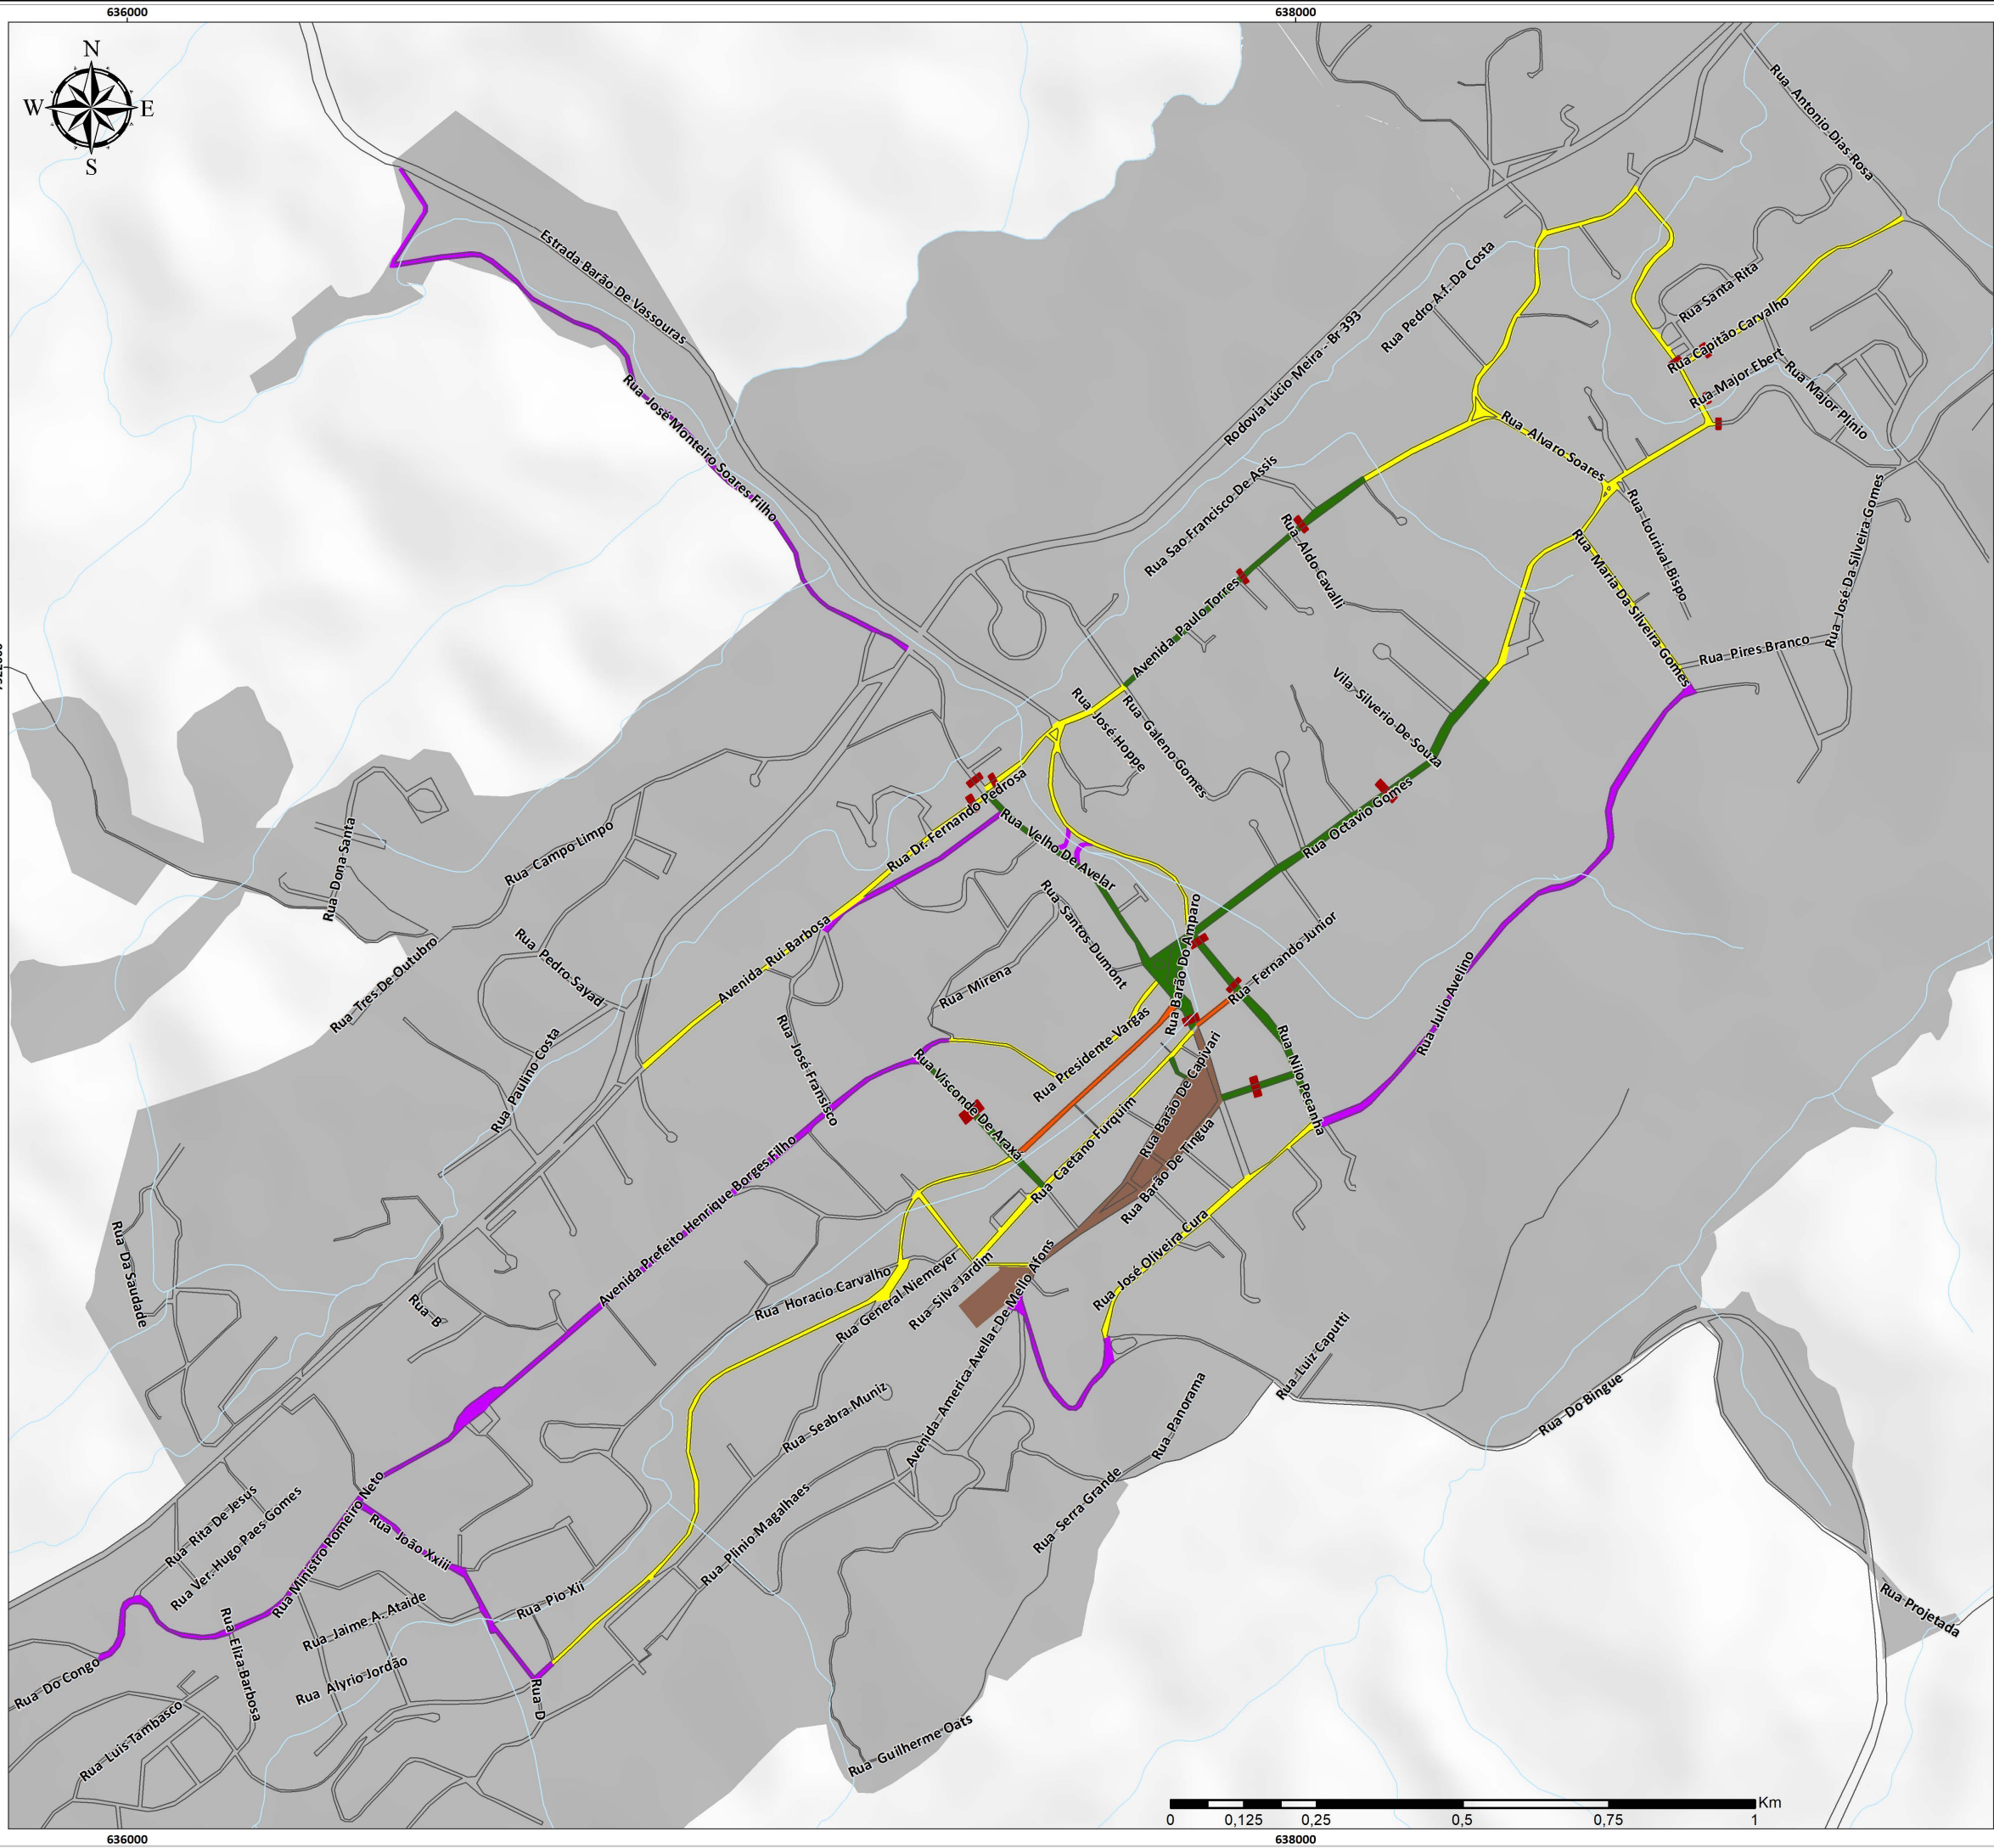 636000
638000
N
W
E
S
Rua Antonio Dias Rosa
Estrada Barão De Vassouras
Rua Pedro A.f. Da Costa
Rua Santa Rita
Rua Capitão Carvalho
Rodovia Lúcio Meira - Br 393
Rua Major Ebert
Rua Major Plinio
Rua José Monteiro Soares Filho
Rua Alvaro Soares
Rua Sao Francisco De Assis
Rua Aldo Cavalli
Rua Lourival Bispo
Rua José Da Silveira Gomes
Rua Maria Da Silveira Gomes
Avenida Paulo Torres
Rua Pires Branco
Vila Silverio De Souza
Rua José Hoppe
Rua Galeno Gomes
Rua Dr. Fernando Pedrosa
Rua Octavio Gomes
Rua Velho De Avelar
Rua Dona Santa
Rua Campo Limpo
Rua Santos Dumont
Rua Barão Do Amparo
Rua Fernando Junior
Avenida Rui Barbosa
Rua Pedro Sayad
Rua Tres De Outubro
Rua Mirena
Rua Julio Avelino
Rua Presidente Vargas
Rua José Fransisco
Rua Paulino Costa
Rua Visconde De Araxa
Rua Barão De Capivari
Rua Nilo Peçanha
Rua Caetano Furquim
Rua Barão De Tingua
Avenida Prefeito Henrique Borges Filho
Rua Da Saudade
Rua José Oliveira Cura
Rua B
Rua Horacio Carvalho
Rua General Niemeyer
Rua Silva Jardim
Avenida America Avellar De Mello Afons
Rua Luiz Caputti
Rua Seabra Muniz
Rua Panorama
Rua Do Bingue
Rua Rita De Jesus
Rua Ver. Hugo Paes Gomes
Rua Ministro Romeiro Neto
Rua João Xxiii
Rua Plinio Magalhaes
Rua Serra Grande
Rua Pio Xii
Rua Jaime A. Ataide
Rua Projetada
Rua Eliza Barbosa
Rua Do Congo
Rua Alyrio Jordão
Rua D
Rua Luis Tambasco
Rua Guilherme Oats
Km
0 0,125 0,25 0,5 0,75 1
636000
638000